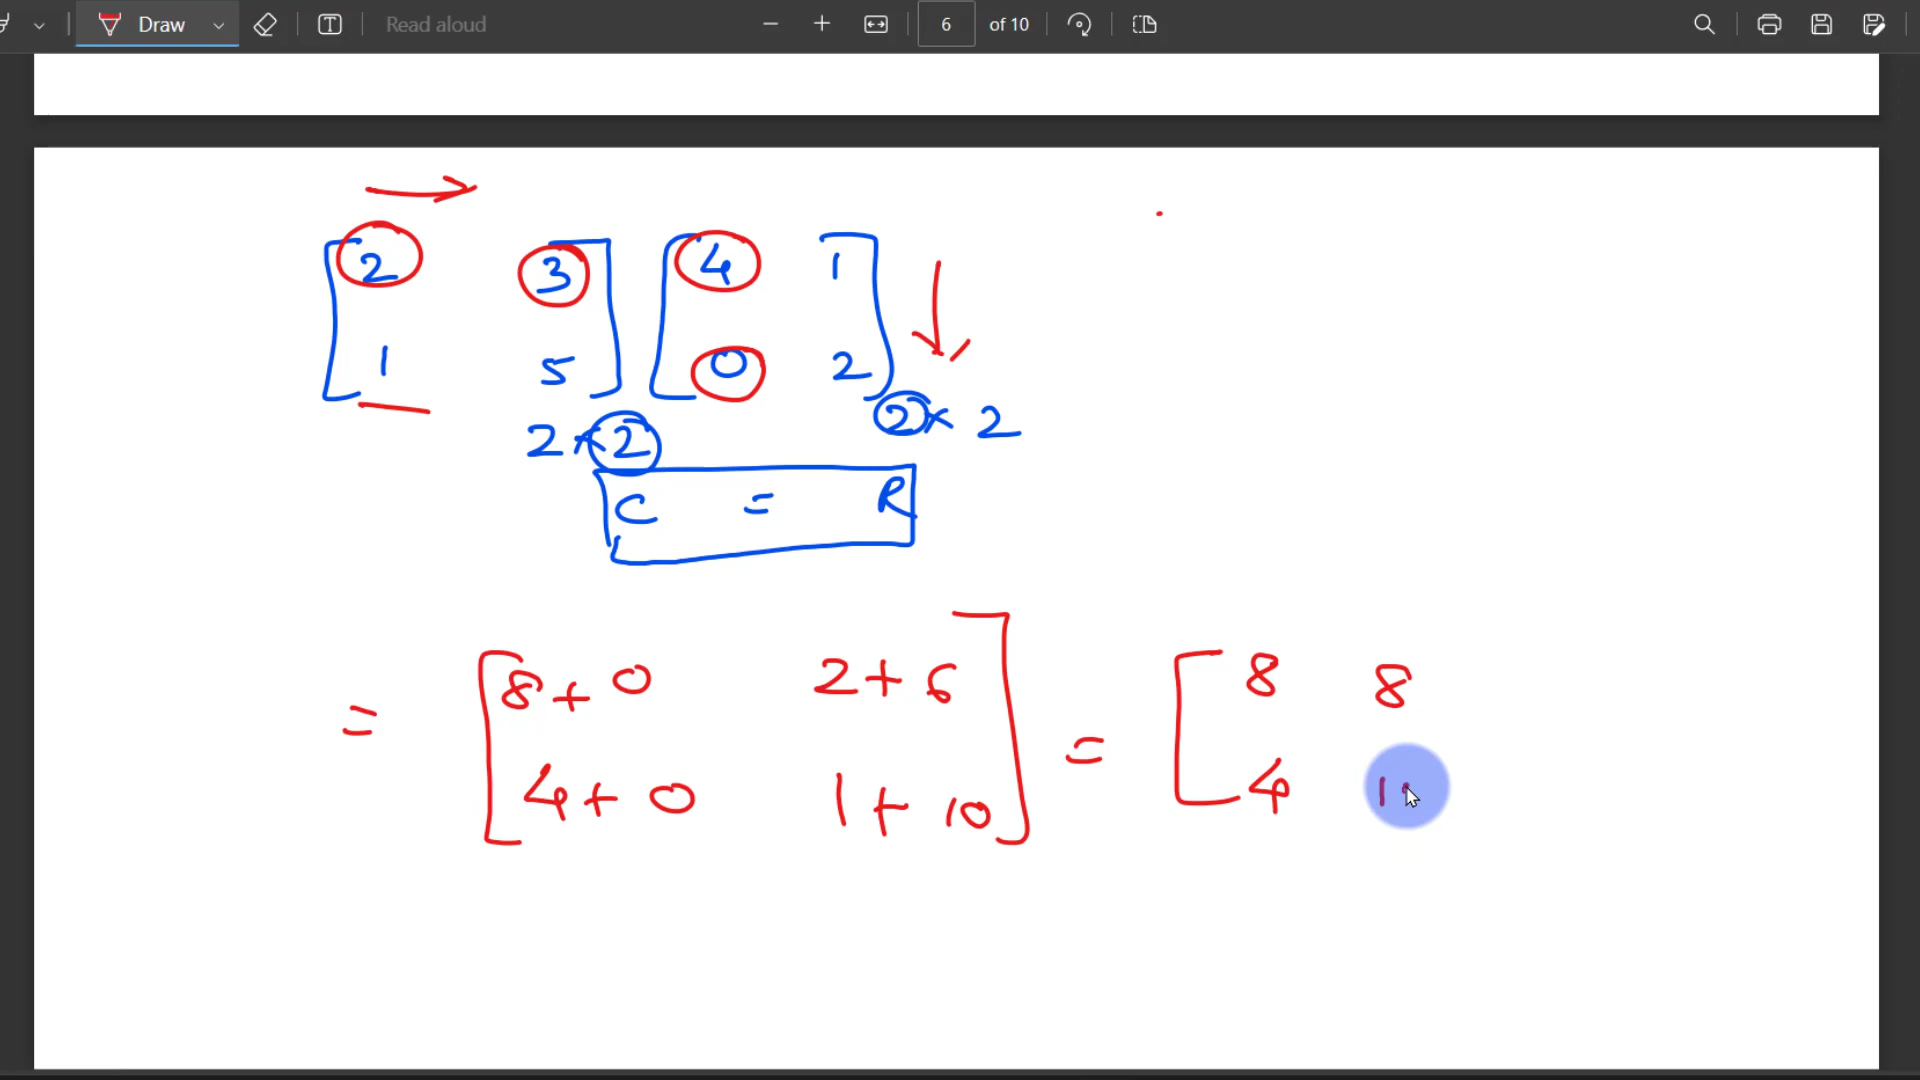 Draw Read aloud 6 of 10
2 3 4 1
1 5 0 2
2 × 2 2 × 2
C = R
= [ 8 + 0 2 + 6 ] = [ 8 8
4 + 0 1 + 10 4 1